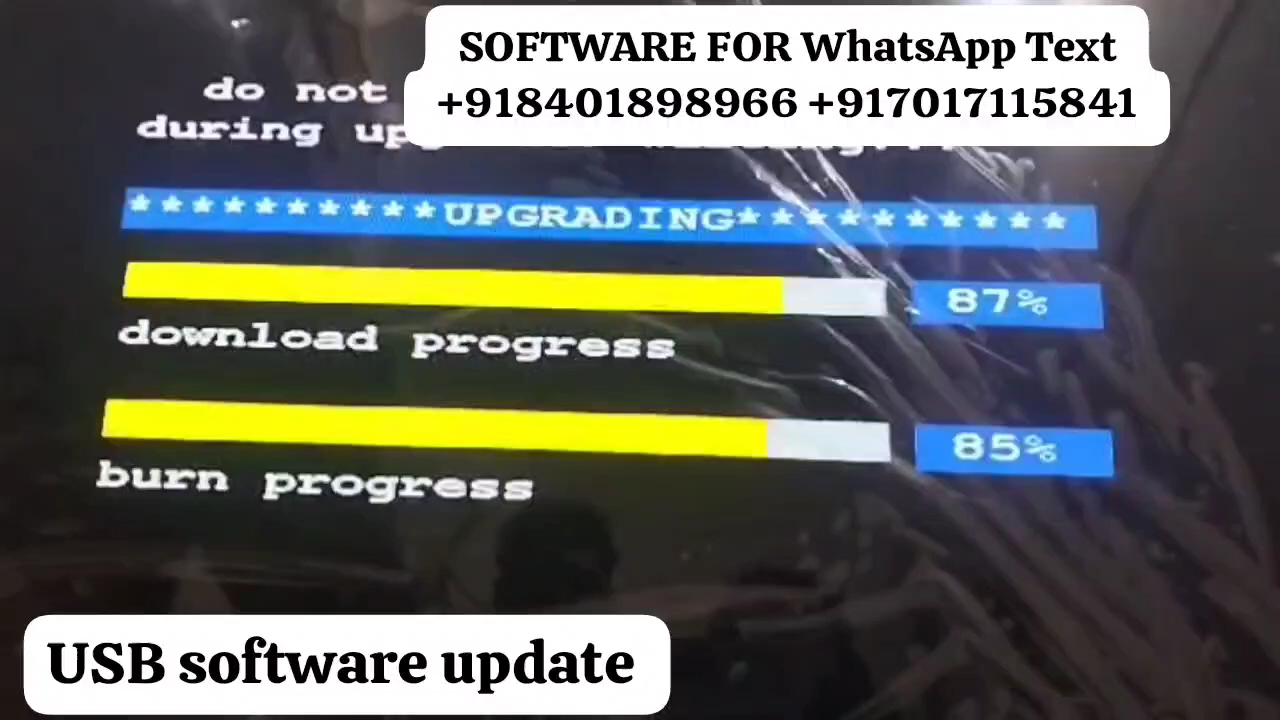 SOFTWARE FOR WhatsApp Text
+918401898966 +917017115841
do not
during
**********UPGRADING***********
87%
download progress
85%
burn progress
USB software update